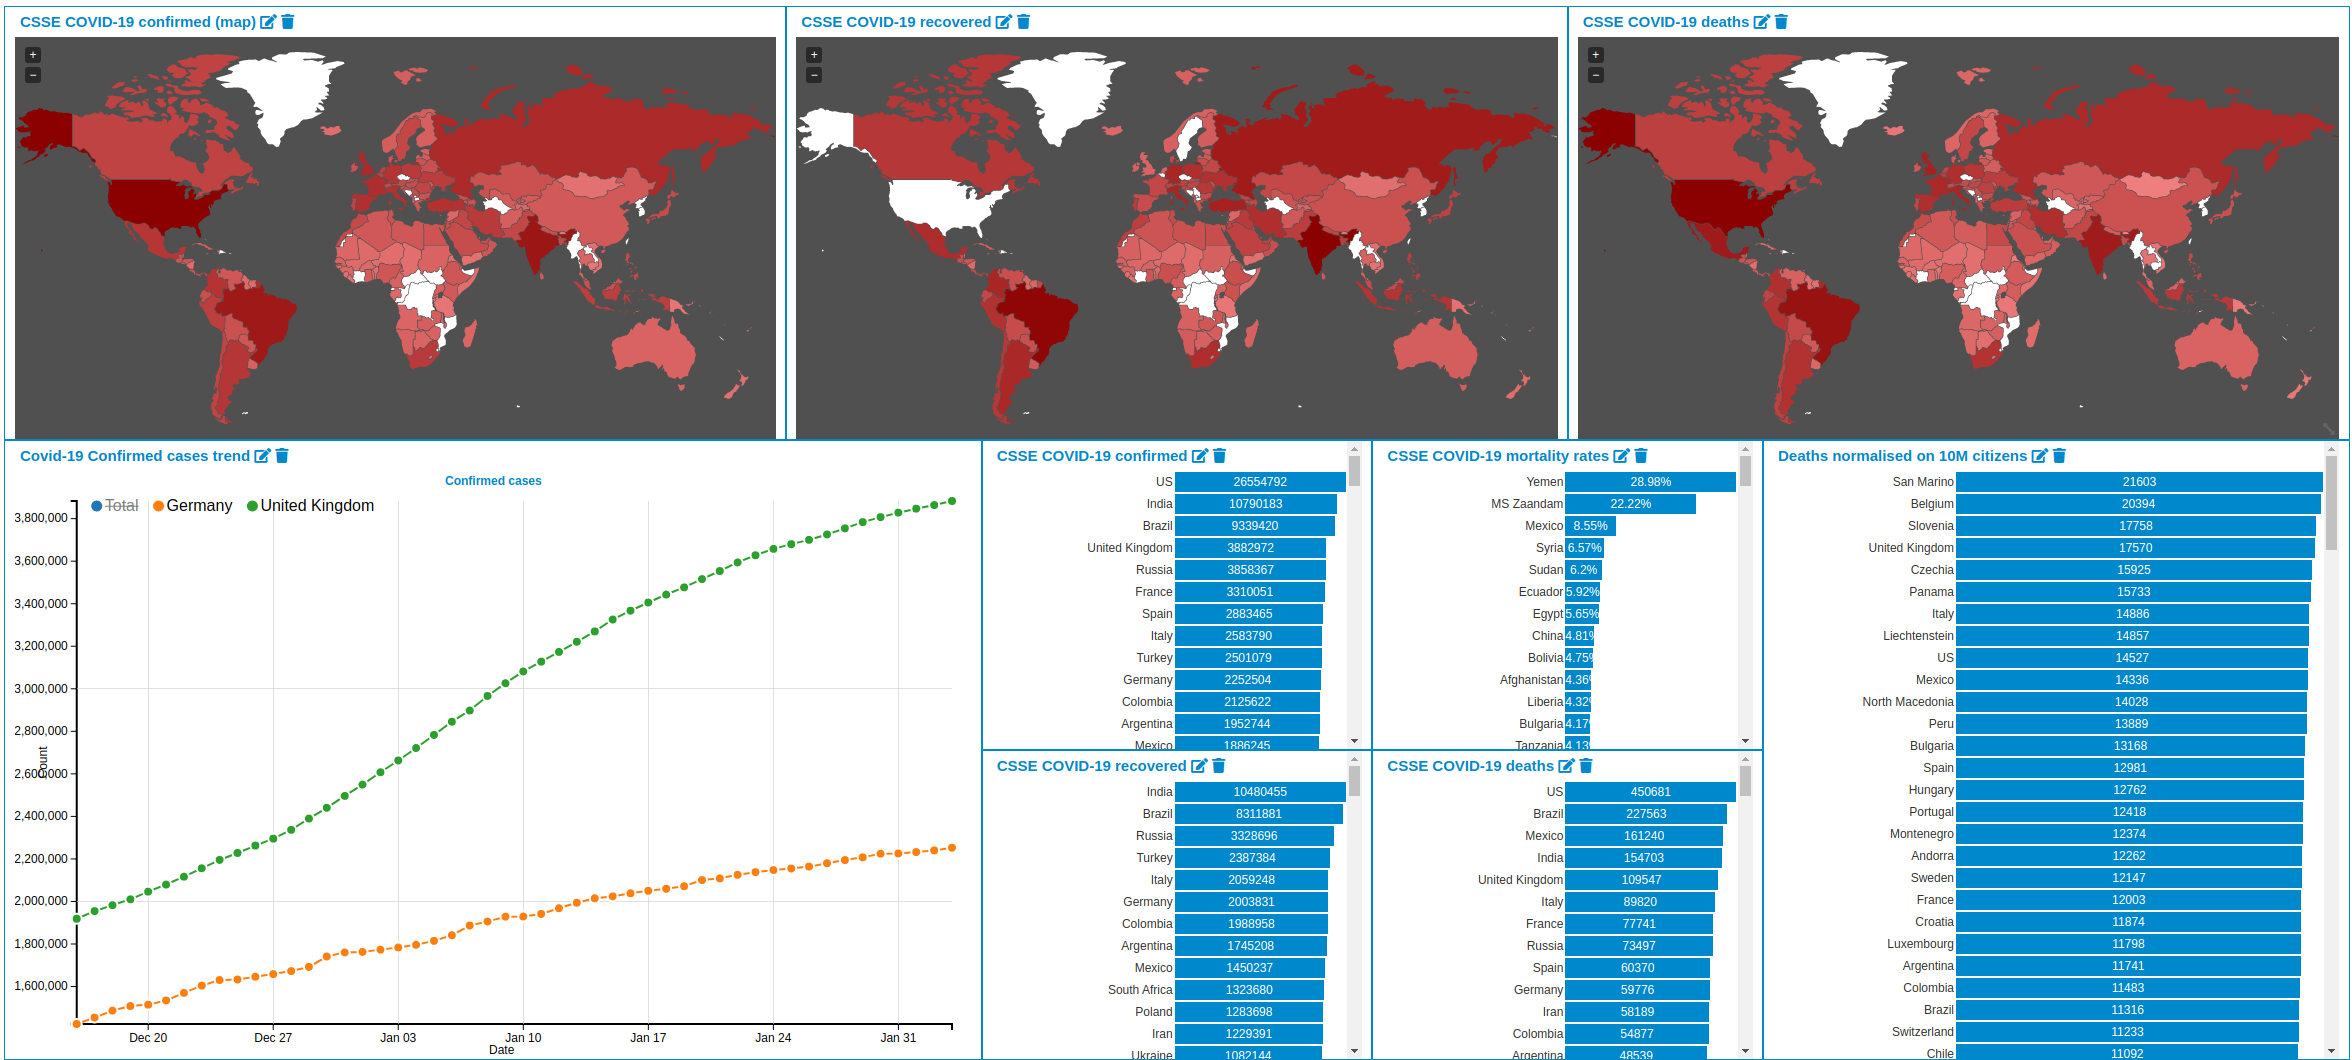 CSSE COVID-19 confirmed (map)
+
−
CSSE COVID-19 recovered
+
−
CSSE COVID-19 deaths
+
−
Covid-19 Confirmed cases trend
Confirmed cases
Total Germany United Kingdom
3,800,000
3,600,000
3,400,000
3,200,000
3,000,000
2,800,000
2,600,000
2,400,000
2,200,000
2,000,000
1,800,000
1,600,000
Count
Dec 20 Dec 27 Jan 03 Jan 10 Jan 17 Jan 24 Jan 31
Date
CSSE COVID-19 confirmed
US 26554792
India 10790183
Brazil 9339420
United Kingdom 3882972
Russia 3858367
France 3310051
Spain 2883465
Italy 2583790
Turkey 2501079
Germany 2252504
Colombia 2125622
Argentina 1952744
Mexico 1886245
CSSE COVID-19 mortality rates
Yemen 28.98%
MS Zaandam 22.22%
Mexico 8.55%
Syria 6.57%
Sudan 6.2%
Ecuador 5.92%
Egypt 5.65%
China 4.81%
Bolivia 4.75%
Afghanistan 4.36%
Liberia 4.32%
Bulgaria 4.17%
Tanzania 4.13%
CSSE COVID-19 recovered
India 10480455
Brazil 8311881
Russia 3328696
Turkey 2387384
Italy 2059248
Germany 2003831
Colombia 1988958
Argentina 1745208
Mexico 1450237
South Africa 1323680
Poland 1283698
Iran 1229391
Ukraine 1082144
CSSE COVID-19 deaths
US 450681
Brazil 227563
Mexico 161240
India 154703
United Kingdom 109547
Italy 89820
France 77741
Russia 73497
Spain 60370
Germany 59776
Iran 58189
Colombia 54877
Argentina 48539
Deaths normalised on 10M citizens
San Marino 21603
Belgium 20394
Slovenia 17758
United Kingdom 17570
Czechia 15925
Panama 15733
Italy 14886
Liechtenstein 14857
US 14527
Mexico 14336
North Macedonia 14028
Peru 13889
Bulgaria 13168
Spain 12981
Hungary 12762
Portugal 12418
Montenegro 12374
Andorra 12262
Sweden 12147
France 12003
Croatia 11874
Luxembourg 11798
Argentina 11741
Colombia 11483
Brazil 11316
Switzerland 11233
Chile 11092